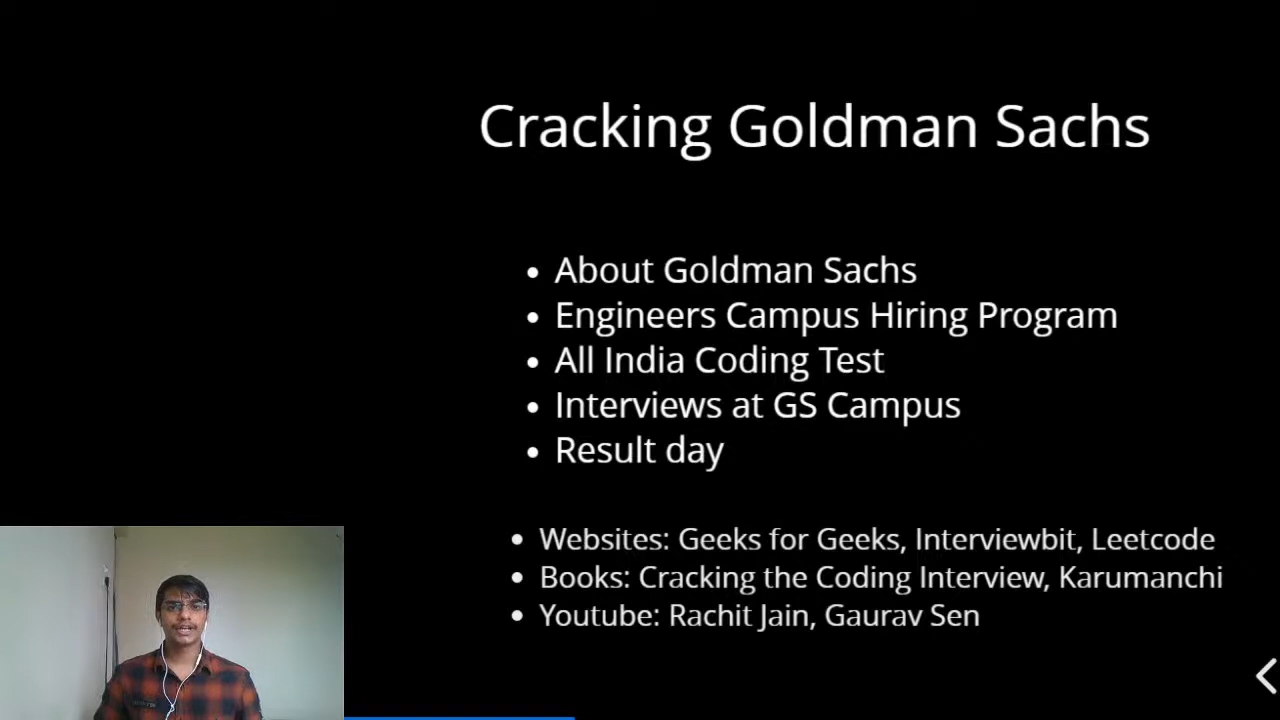 Cracking Goldman Sachs
• About Goldman Sachs
• Engineers Campus Hiring Program
• All India Coding Test
• Interviews at GS Campus
• Result day
• Websites: Geeks for Geeks, Interviewbit, Leetcode
• Books: Cracking the Coding Interview, Karumanchi
• Youtube: Rachit Jain, Gaurav Sen